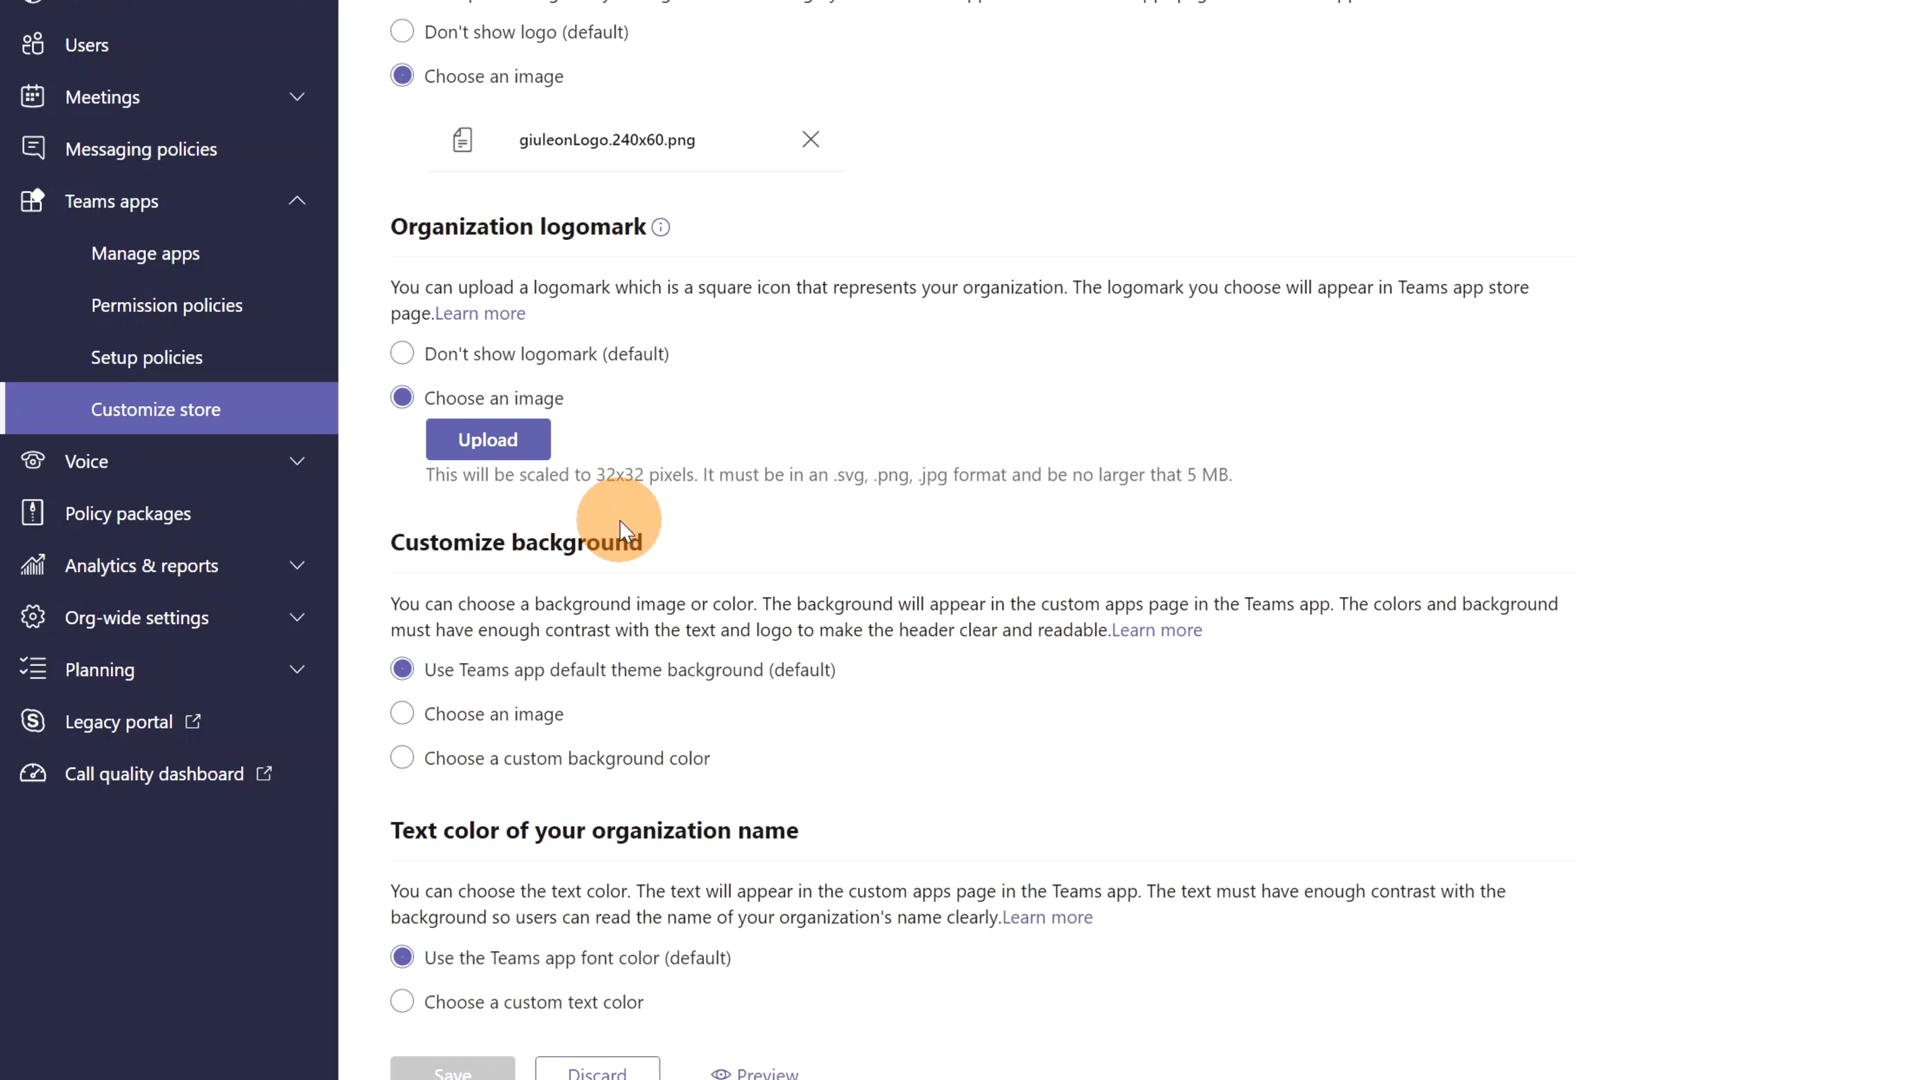 Users
Meetings
Messaging policies
Teams apps
Manage apps
Permission policies
Setup policies
Customize store
Voice
Policy packages
Analytics & reports
Org-wide settings
Planning
Legacy portal
Call quality dashboard
Don't show logo (default)
Choose an image
giuleonLogo.240x60.png
Organization logomark
You can upload a logomark which is a square icon that represents your organization. The logomark you choose will appear in Teams app store
page.Learn more
Don't show logomark (default)
Choose an image
Upload
This will be scaled to 32x32 pixels. It must be in an .svg, .png, .jpg format and be no larger that 5 MB.
Customize background
You can choose a background image or color. The background will appear in the custom apps page in the Teams app. The colors and background
must have enough contrast with the text and logo to make the header clear and readable.Learn more
Use Teams app default theme background (default)
Choose an image
Choose a custom background color
Text color of your organization name
You can choose the text color. The text will appear in the custom apps page in the Teams app. The text must have enough contrast with the
background so users can read the name of your organization's name clearly.Learn more
Use the Teams app font color (default)
Choose a custom text color
Save
Discard
Preview